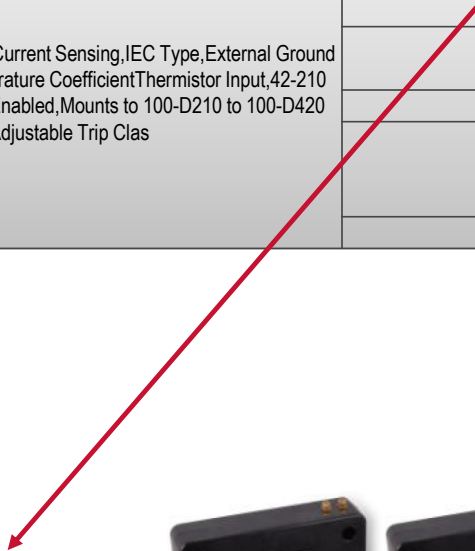 Current Sensing,IEC Type,External Ground
rature CoefficientThermistor Input,42-210
nabled,Mounts to 100-D210 to 100-D420
djustable Trip Clas